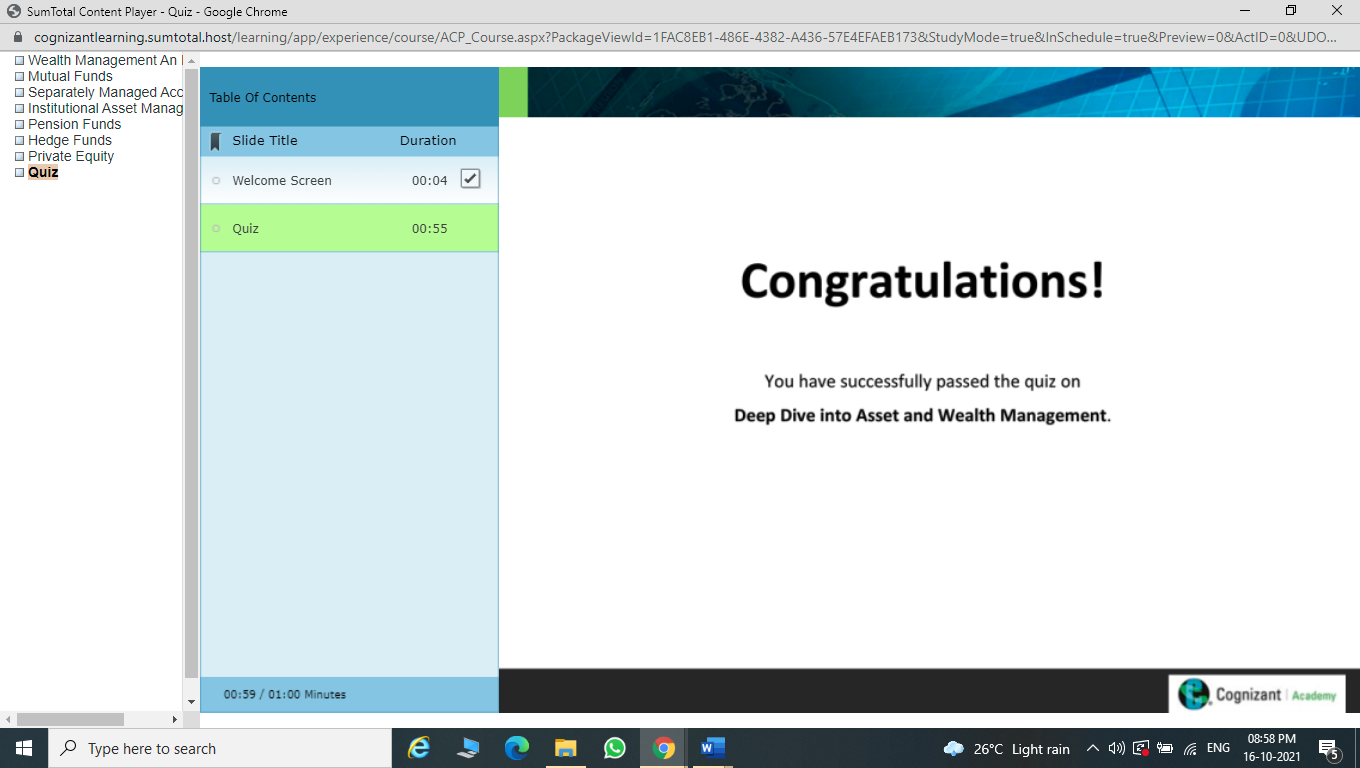 SumTotal Content Player - Quiz - Google Chrome
cognizantlearning.sumtotal.host/learning/app/experience/course/ACP_Course.aspx?PackageViewId=1FAC8EB1-486E-4382-A436-57E4EFAEB173&StudyMode=true&InSchedule=true&Preview=0&ActID=0&UDO...
Wealth Management An
Mutual Funds
Separately Managed Acc
Institutional Asset Manag
Pension Funds
Hedge Funds
Private Equity
Quiz
Table Of Contents
Slide Title Duration
Welcome Screen 00:04
Quiz 00:55
00:59 / 01:00 Minutes
Congratulations!
You have successfully passed the quiz on
Deep Dive into Asset and Wealth Management.
Cognizant | Academy
Type here to search
W
26°C Light rain
ENG
08:58 PM
16-10-2021
5